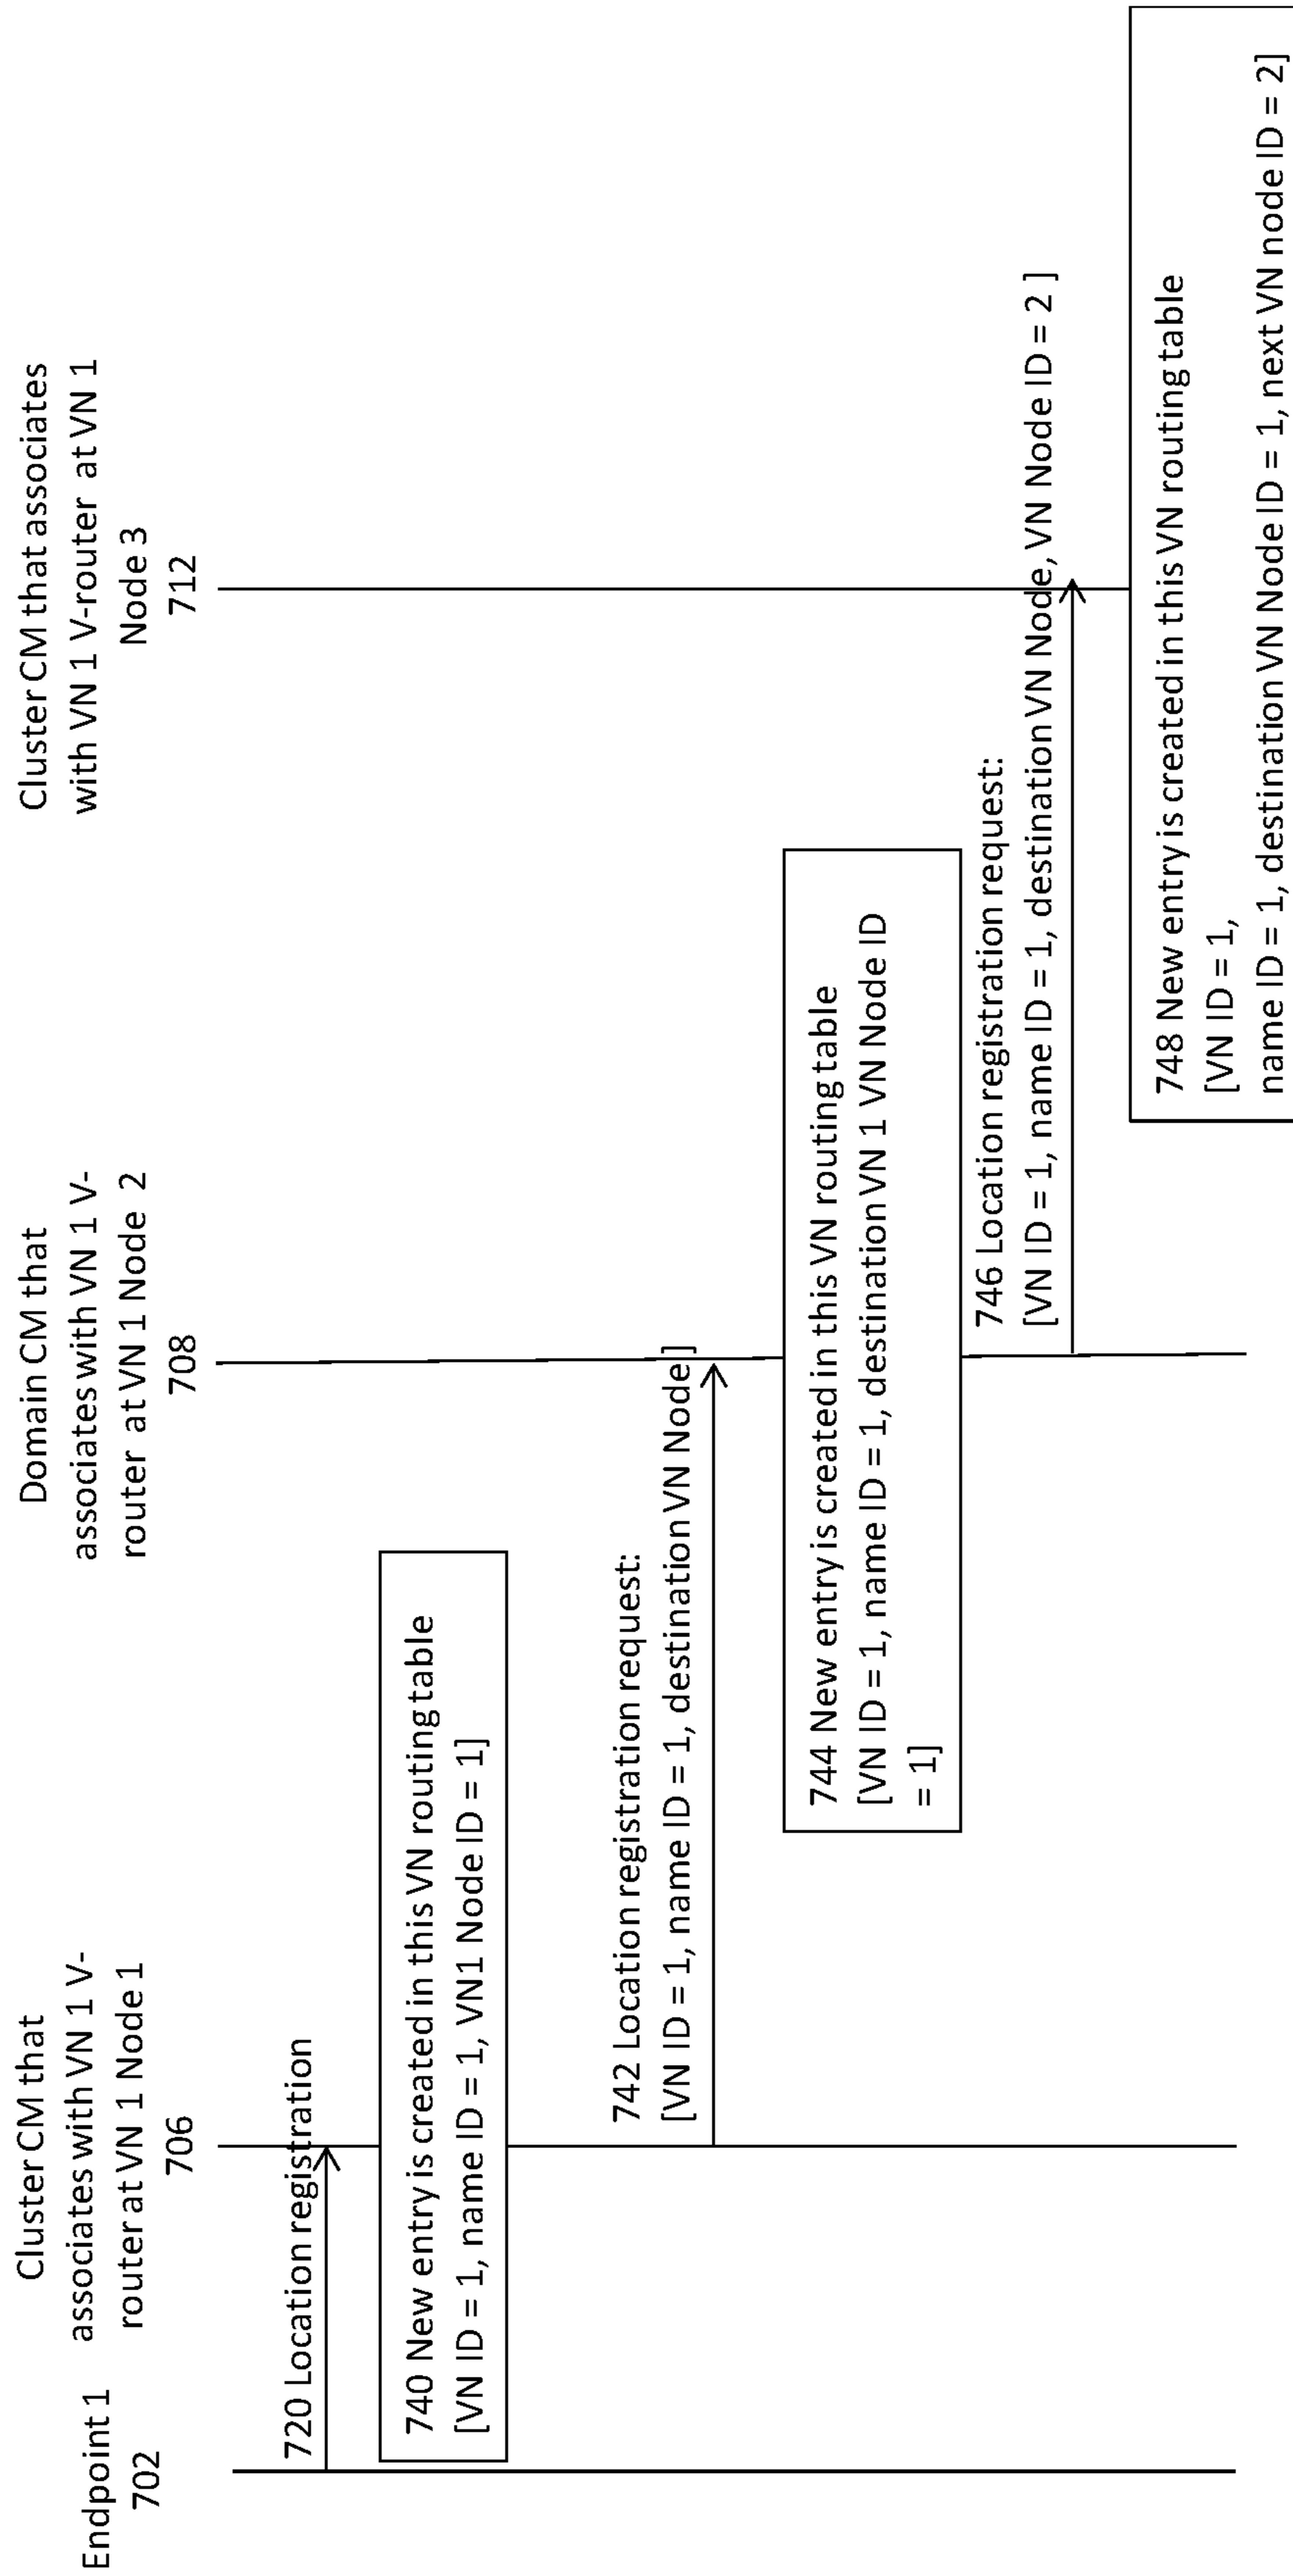 Endpoint 1
702
Cluster CM that
associates with VN 1 V-
router at VN 1 Node 1
706
Domain CM that
associates with VN 1 V-
router at VN 1 Node 2
708
Cluster CM that associates
with VN 1 V-router at VN 1
Node 3
712
720 Location registration
740 New entry is created in this VN routing table
[VN ID = 1, name ID = 1, VN1 Node ID = 1]
742 Location registration request:
[VN ID = 1, name ID = 1, destination VN Node ]
744 New entry is created in this VN routing table
[VN ID = 1, name ID = 1, destination VN 1 VN Node ID
= 1]
746 Location registration request:
[VN ID = 1, name ID = 1, destination VN Node, VN Node ID = 2 ]
748 New entry is created in this VN routing table
[VN ID = 1,
name ID = 1, destination VN Node ID = 1, next VN node ID = 2]